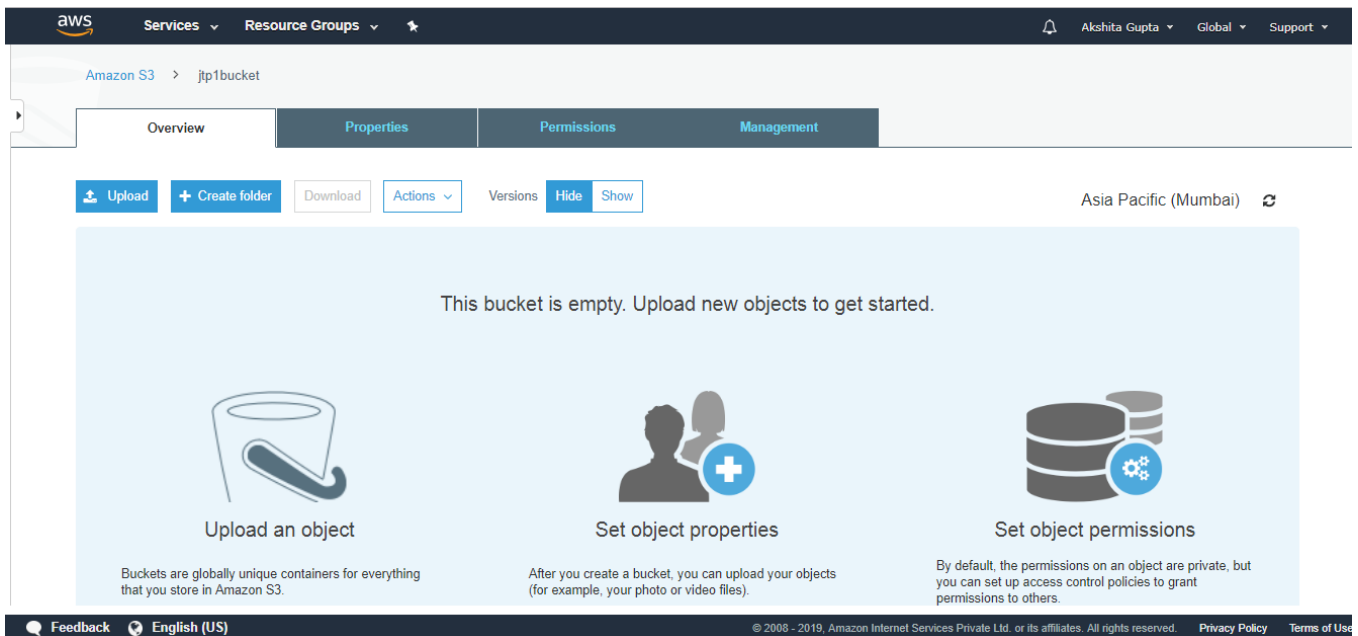 aws Services Resource Groups Akshita Gupta Global Support
Amazon S3 > jtp1bucket
Overview Properties Permissions Management
Upload Create folder Download Actions Versions Hide Show Asia Pacific (Mumbai)
This bucket is empty. Upload new objects to get started.
Upload an object
Buckets are globally unique containers for everything
that you store in Amazon S3.
Set object properties
After you create a bucket, you can upload your objects
(for example, your photo or video files).
Set object permissions
By default, the permissions on an object are private, but
you can set up access control policies to grant
permissions to others.
Feedback English (US) © 2008 - 2019, Amazon Internet Services Private Ltd. or its affiliates. All rights reserved. Privacy Policy Terms of Use